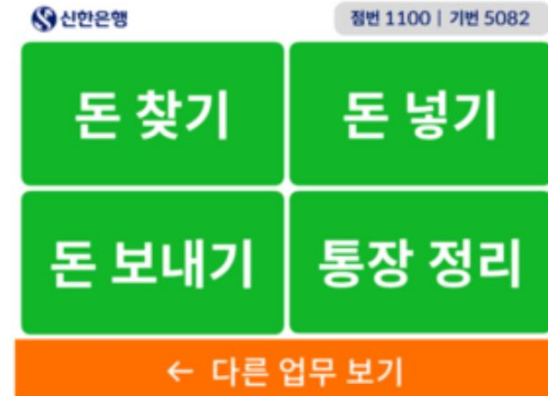 신한은행 점번 1100 | 기번 5082
돈 찾기 돈 넣기
돈 보내기 통장 정리
← 다른 업무 보기